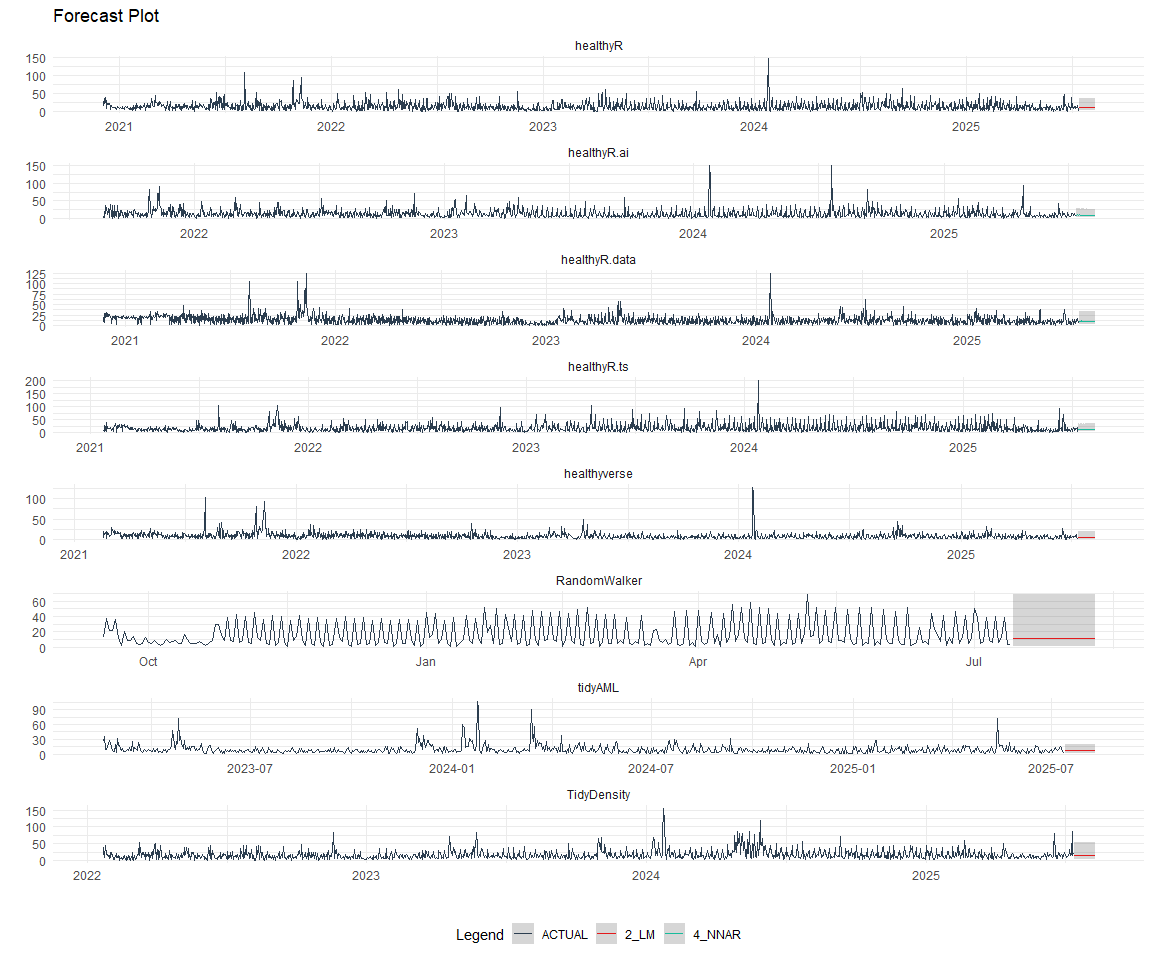 Forecast Plot
healthyR
150
100
50
0
2021 2022 2023 2024 2025
healthyR.ai
150
100
50
0
2022 2023 2024 2025
healthyR.data
125
100
75
50
25
0
2021 2022 2023 2024 2025
healthyR.ts
200
150
100
50
0
2021 2022 2023 2024 2025
healthyverse
100
50
0
2021 2022 2023 2024 2025
RandomWalker
60
40
20
0
Oct Jan Apr Jul
tidyAML
90
60
30
0
2023-07 2024-01 2024-07 2025-01 2025-07
TidyDensity
150
100
50
0
2022 2023 2024 2025
Legend ACTUAL 2_LM 4_NNAR